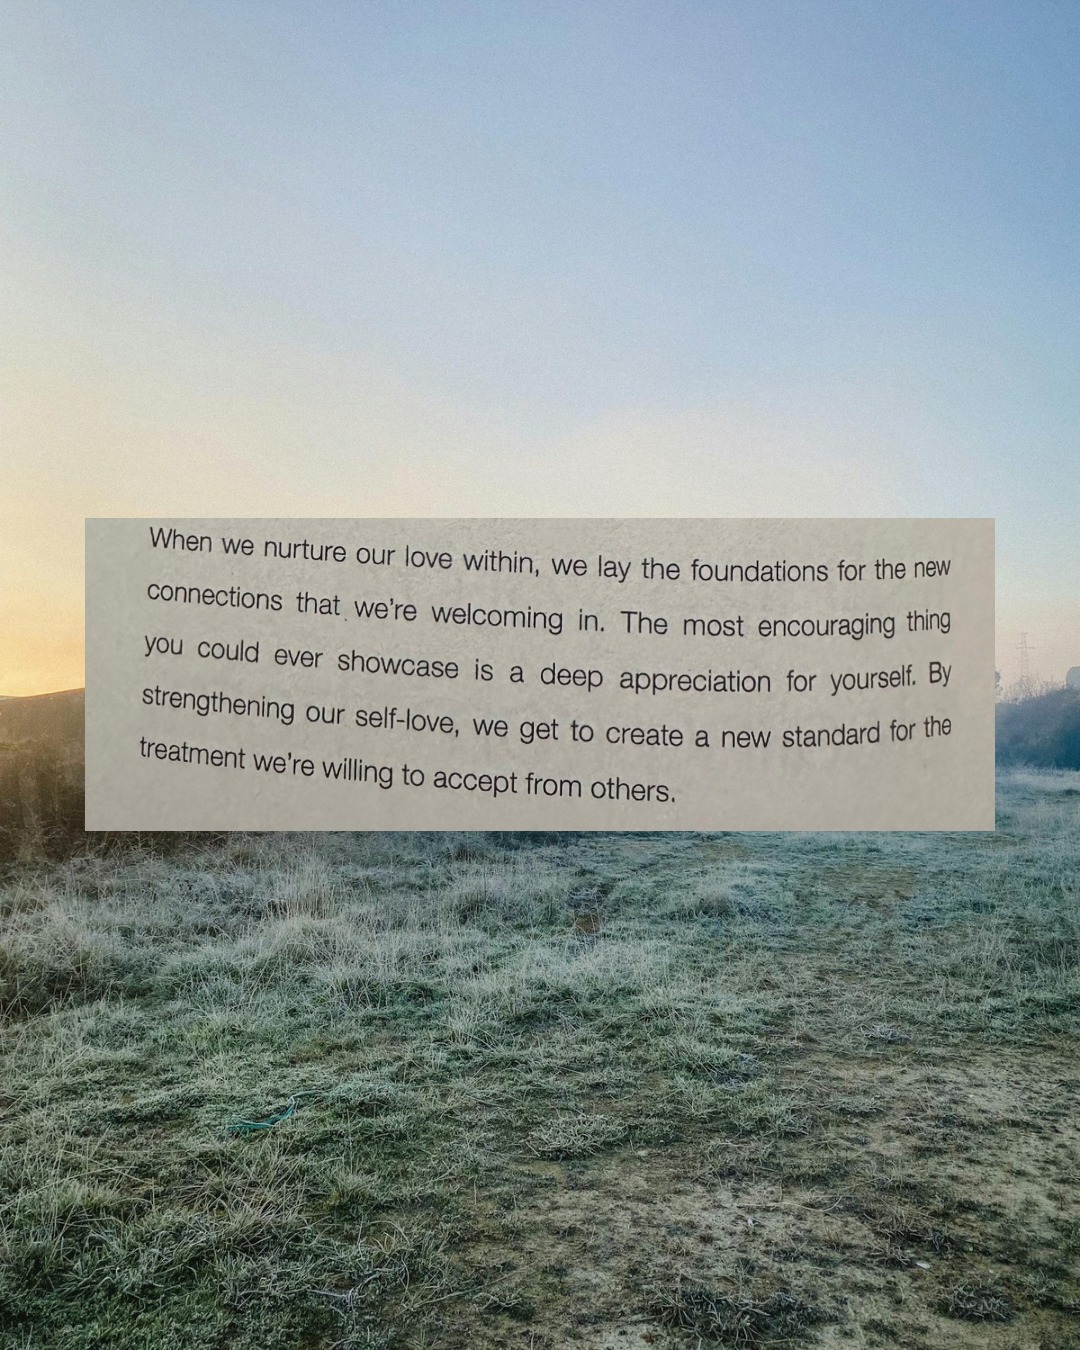 When we nurture our love within, we lay the foundations for the new
connections that we're welcoming in. The most encouraging thing
you could ever showcase is a deep appreciation for yourself. By
strengthening our self-love, we get to create a new standard for the
treatment we're willing to accept from others.